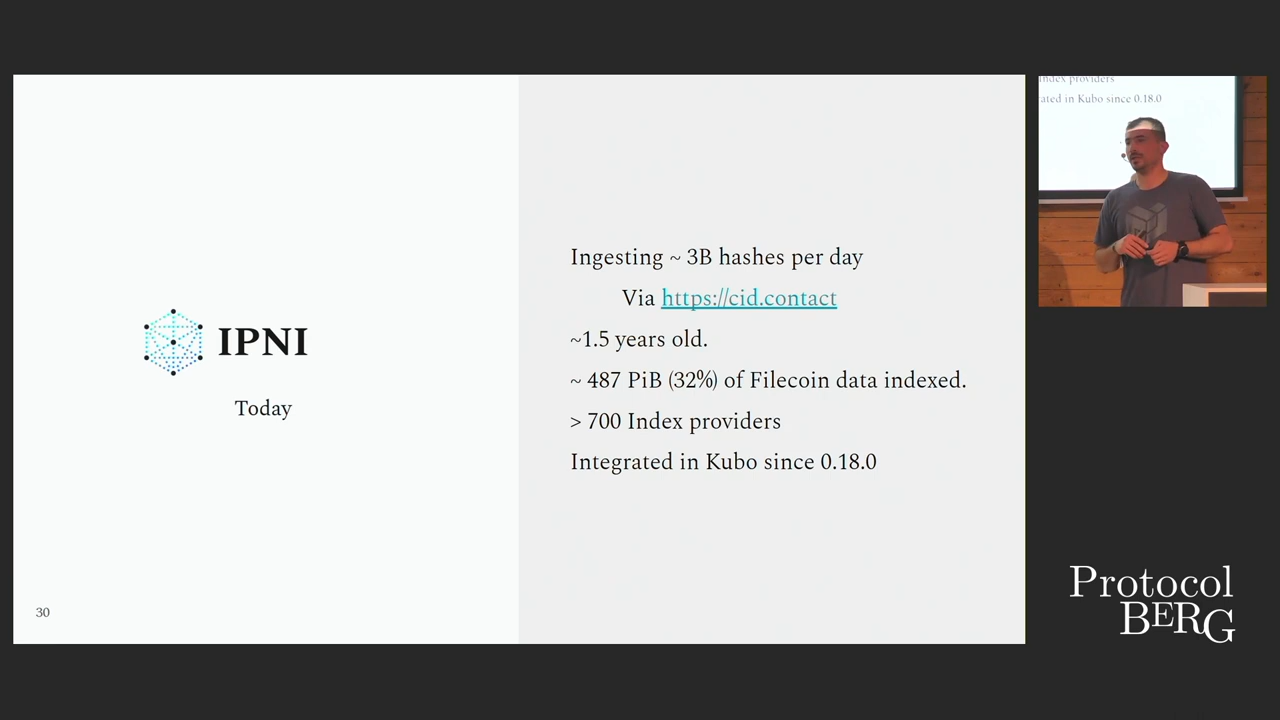 IPNI
Today
30
Ingesting ~ 3B hashes per day
Via https://cid.contact
~1.5 years old.
~ 487 PiB (32%) of Filecoin data indexed.
> 700 Index providers
Integrated in Kubo since 0.18.0
Index providers
rated in Kubo since 0.18.0
Protocol
BERG